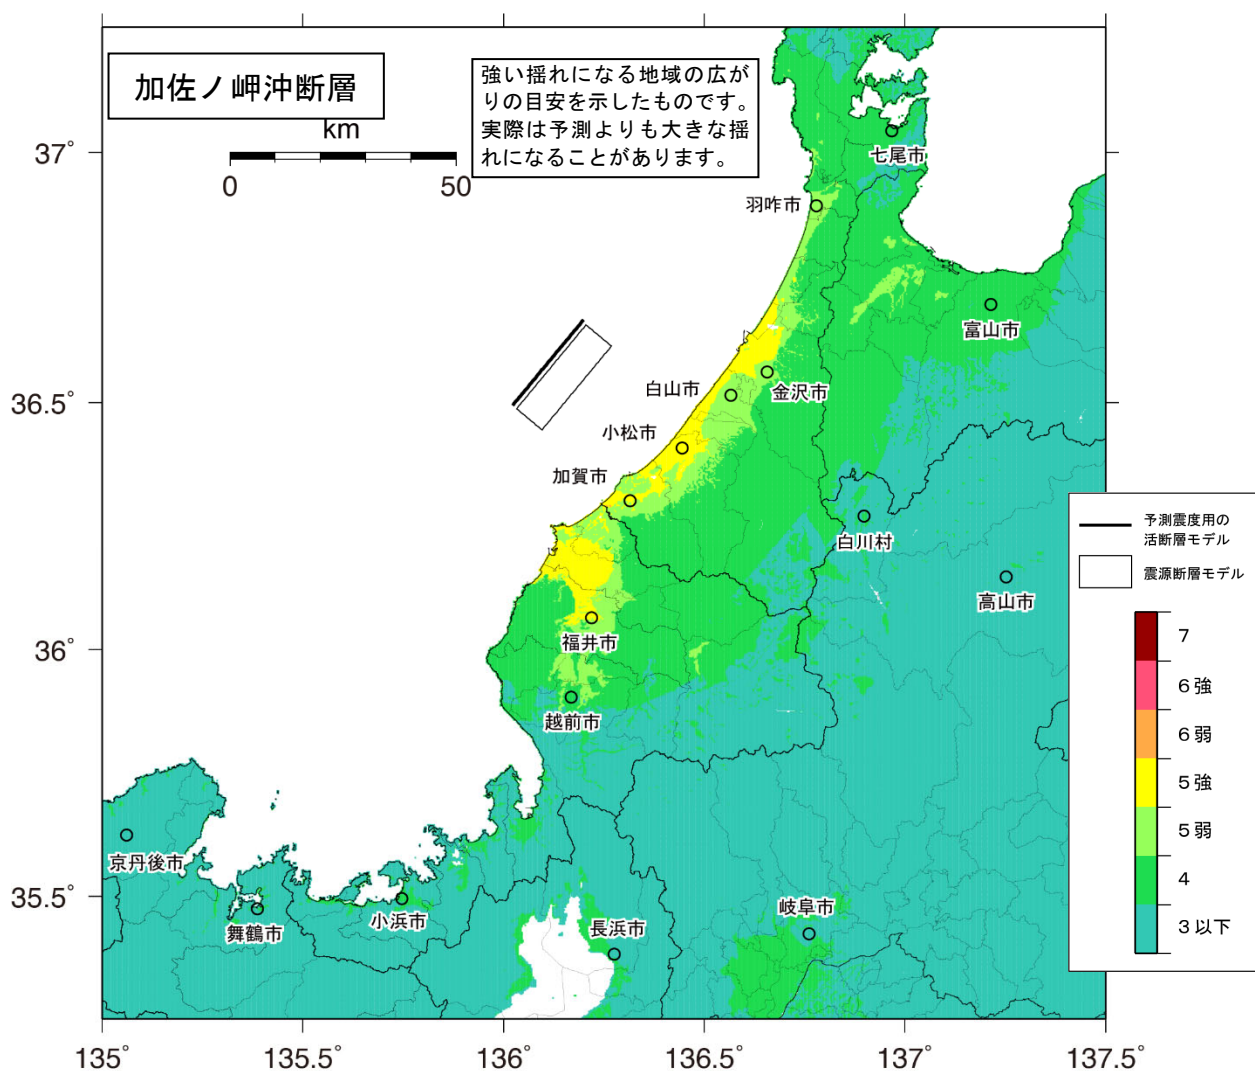 加佐ノ岬沖断層
km
0
50
強い揺れになる地域の広が
りの目安を示したものです。
実際は予測よりも大きな揺
れになることがあります。
37°
36.5°
36°
35.5°
七尾市
羽咋市
富山市
白山市
金沢市
小松市
加賀市
白川村
高山市
福井市
越前市
京丹後市
舞鶴市
小浜市
長浜市
岐阜市
予測震度用の
活断層モデル
震源断層モデル
7
6強
6弱
5強
5弱
4
3以下
135°
135.5°
136°
136.5°
137°
137.5°